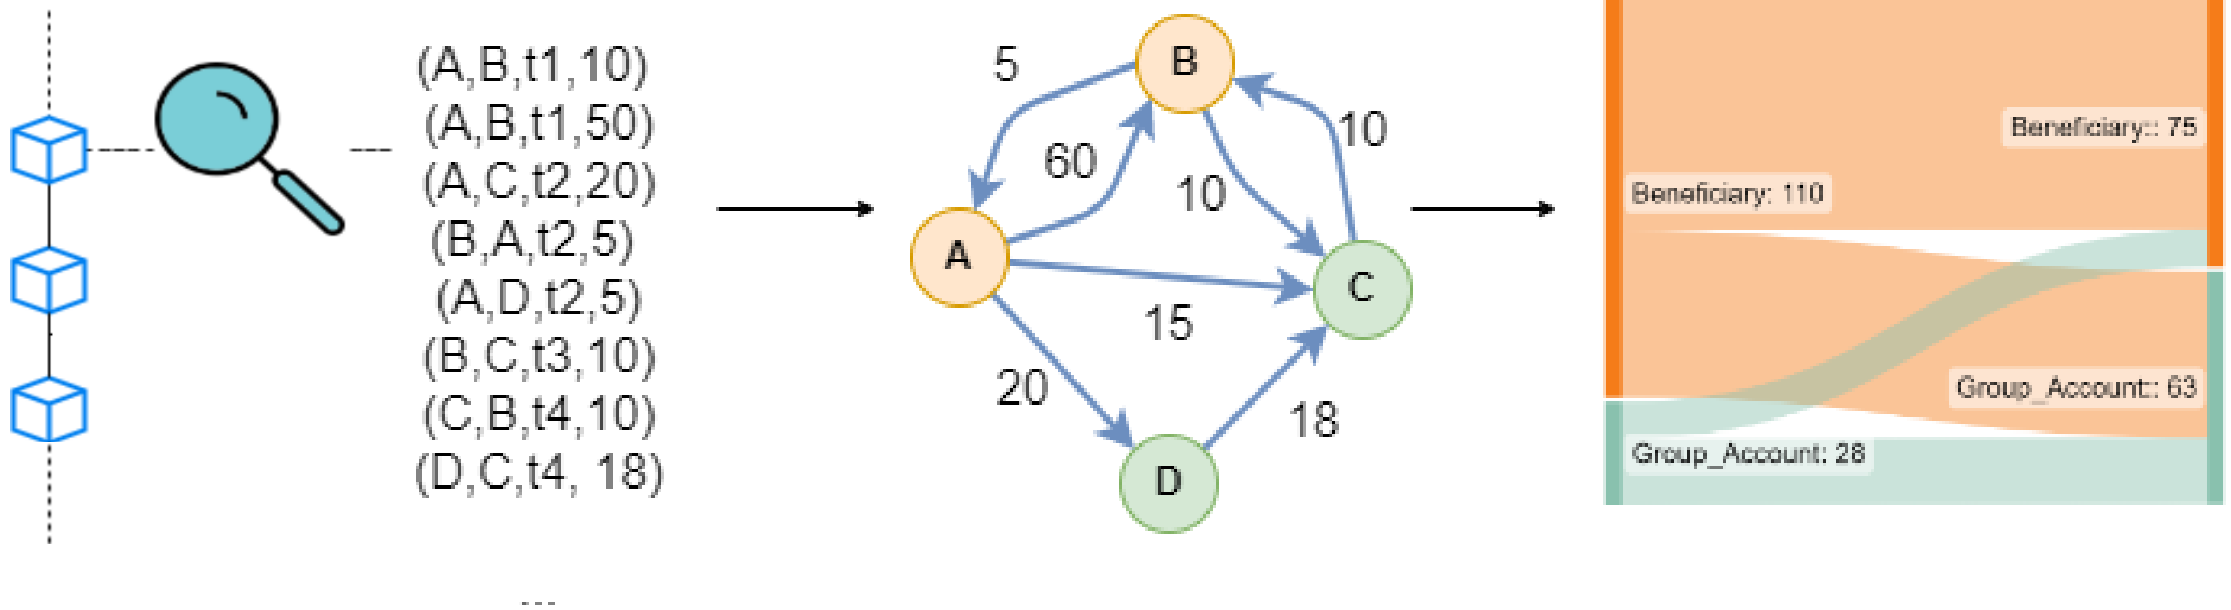 (A,B,t1,10)
(A,B,t1,50)
(A,C,t2,20)
(B,A,t2,5)
(A,D,t2,5)
(B,C,t3,10)
(C,B,t4,10)
(D,C,t4, 18)
B
5
10
60
10
A
C
15
20
18
D
Beneficiary:: 75
Beneficiary: 110
Group_Account:: 63
Group_Account: 28